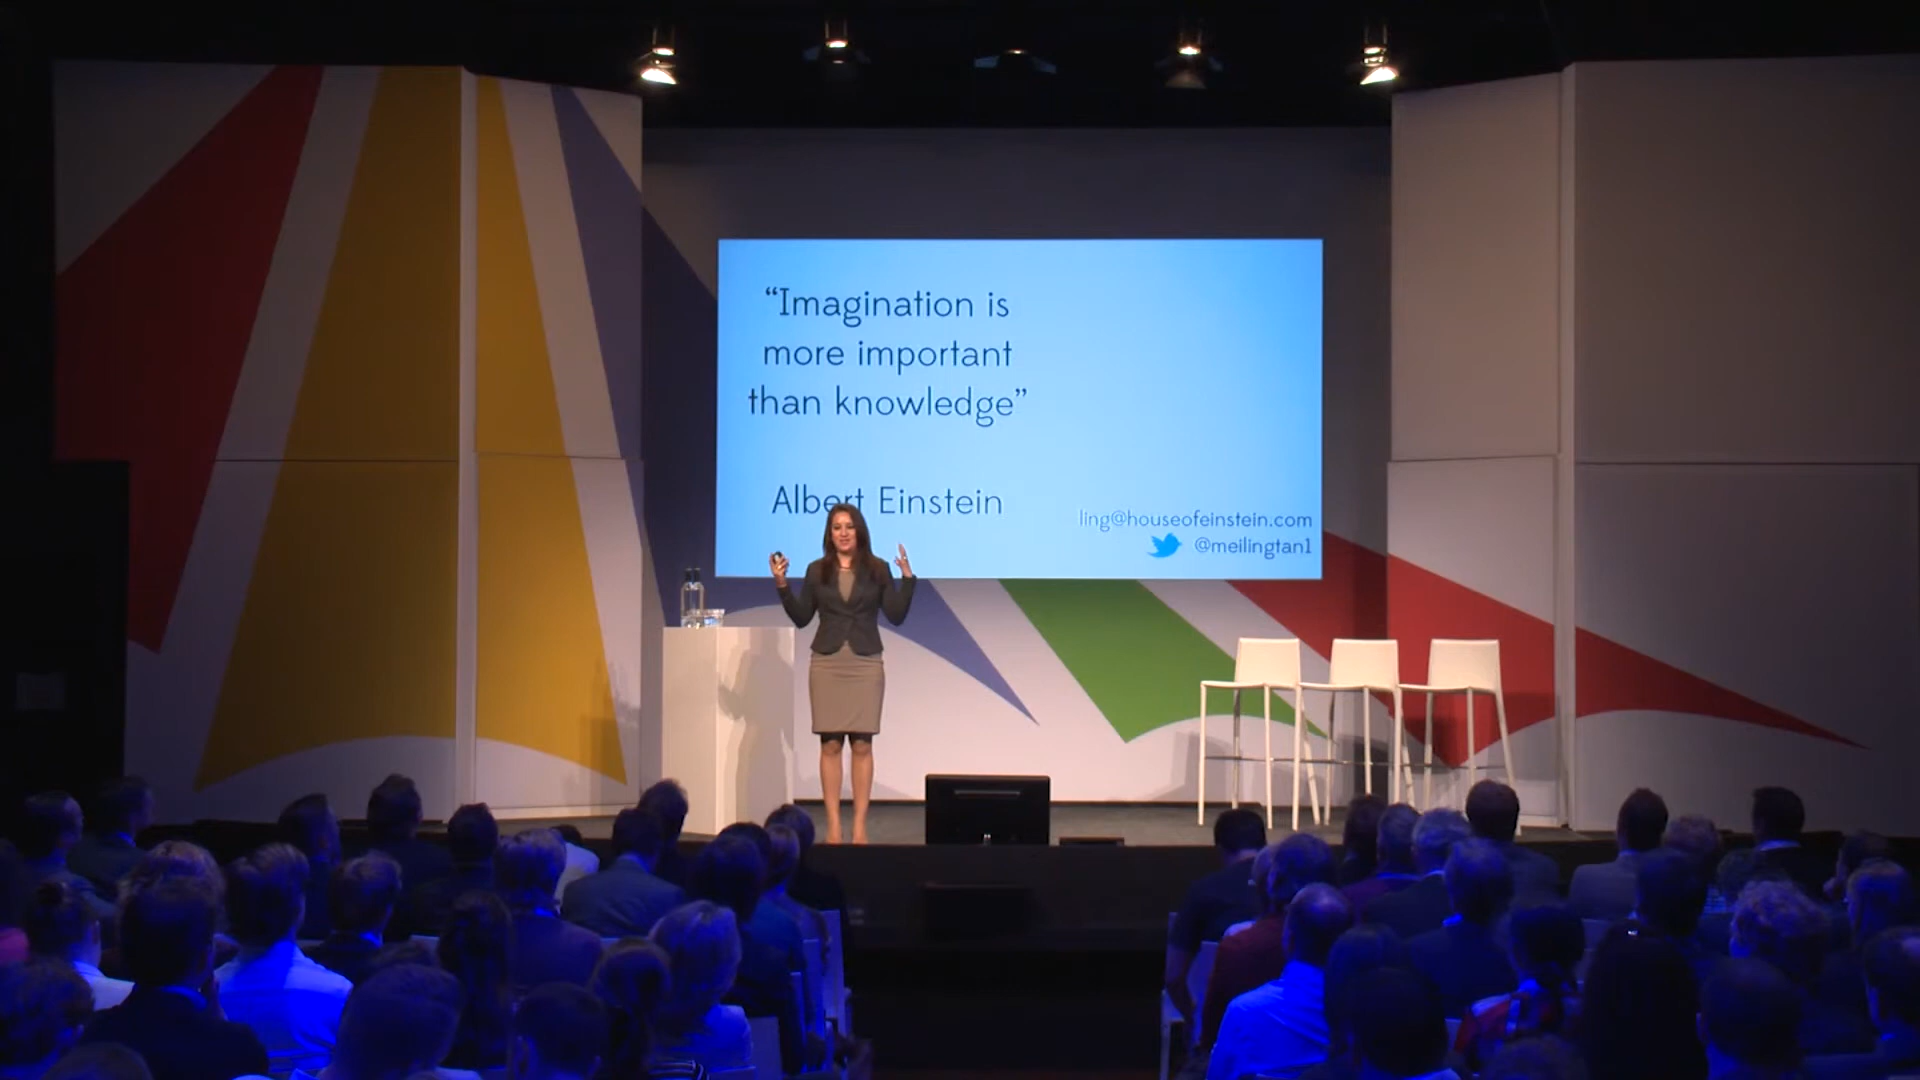 “Imagination is
more important
than knowledge”
Albert Einstein
ling@houseofeinstein.com
@meilingtan1